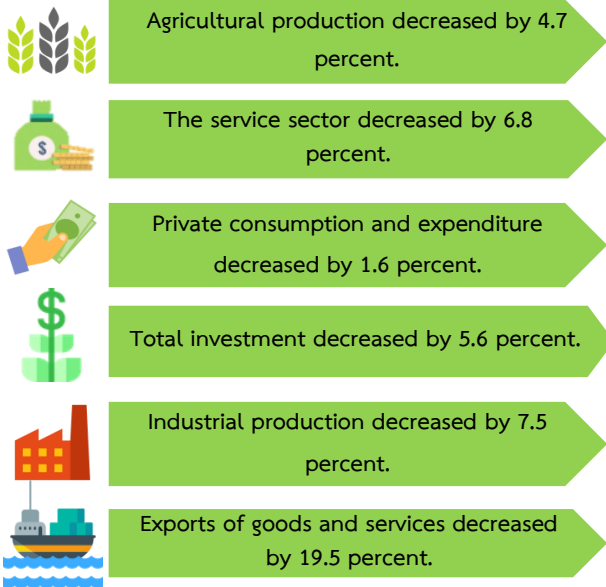 Agricultural production decreased by 4.7
percent.
$
The service sector decreased by 6.8
percent.
Private consumption and expenditure
decreased by 1.6 percent.
$
Total investment decreased by 5.6 percent.
Industrial production decreased by 7.5
percent.
Exports of goods and services decreased
by 19.5 percent.